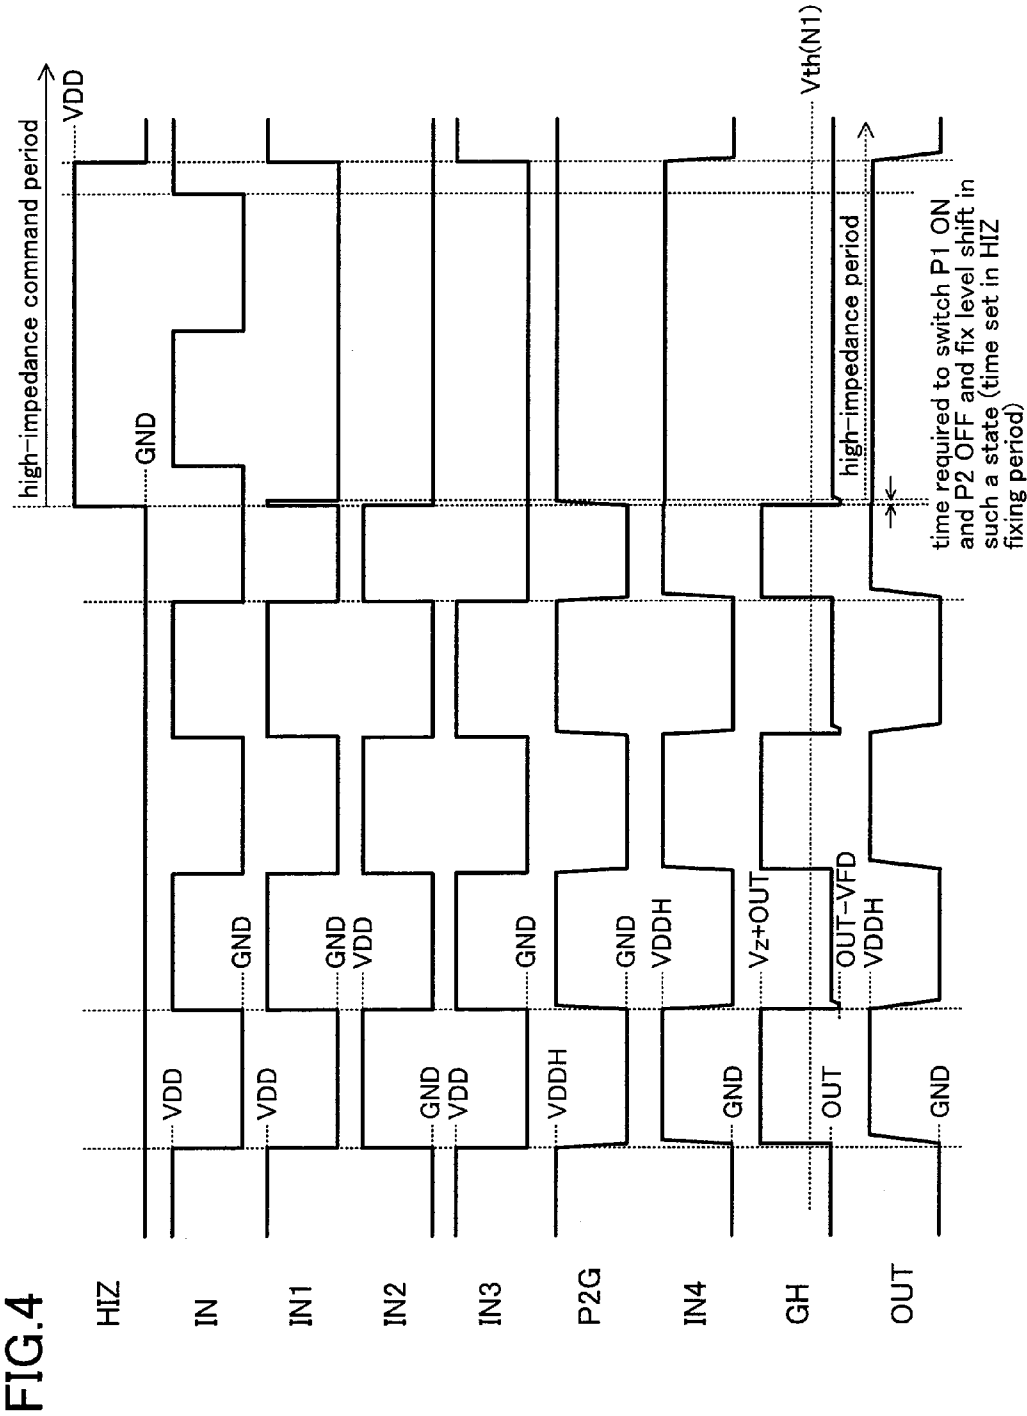 FIG.4
high-impedance command period
HIZ
VDD
GND
IN
VDD
GND
IN1
VDD
GND
IN2
VDD
GND
IN3
VDD
GND
P2G
VDDH
GND
IN4
VDDH
GND
GH
Vz+OUT
Vth(N1)
OUT
OUT-VFD
high-impedance period
OUT
VDDH
GND
time required to switch P1 ON
and P2 OFF and fix level shift in
such a state (time set in HIZ
fixing period)